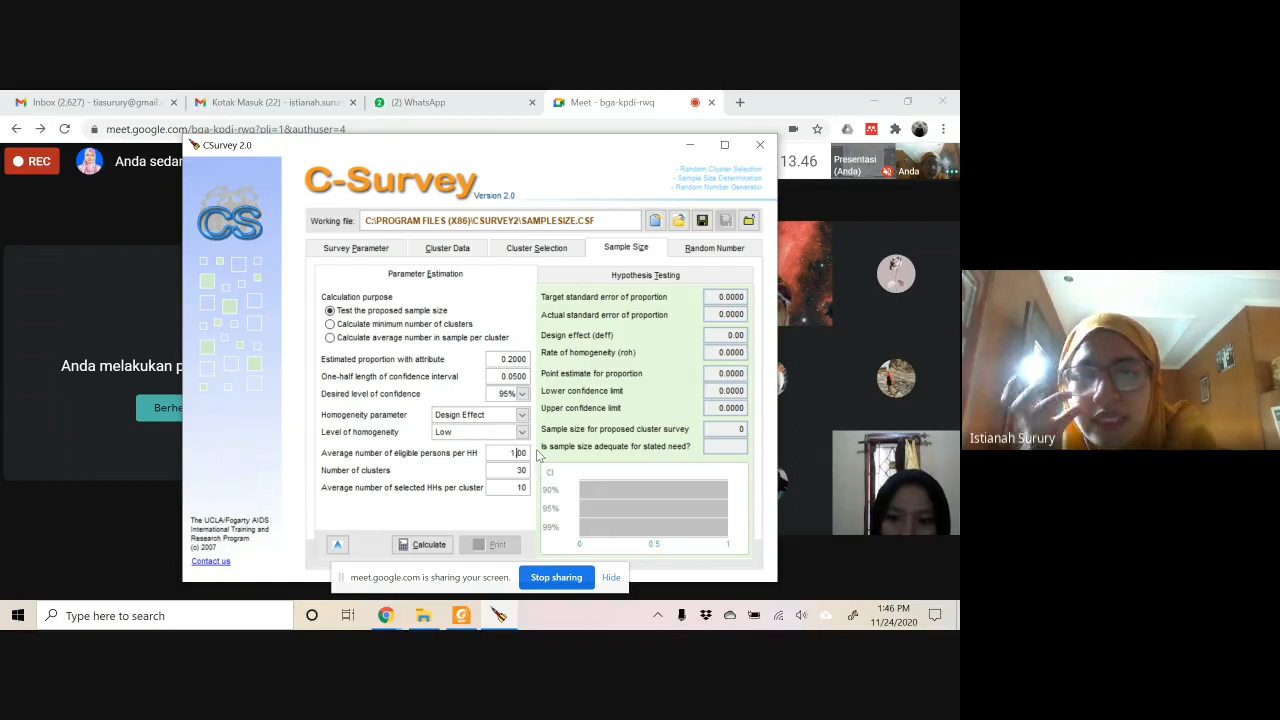 Inbox (2.627) - tiasurury@gmail.
Kotak Masuk (22) - istianah.surur
(2) WhatsApp
Meet - bga-kpdi-rwq
meet.google.com/bga-kpdi-rwq?pli=1&authuser=4
REC
Anda sedan
CSurvey 2.0
13.46
Presentasi
(Anda)
Anda
C-Survey
Version 2.0
- Random Cluster Selection
- Sample Size Determination
- Random Number Generator
CS
Working file: C:\PROGRAM FILES (X86)\CSURVEY2\SAMPLESIZE.CSF
Survey Parameter Cluster Data Cluster Selection Sample Size Random Number
Parameter Estimation
Hypothesis Testing
Calculation purpose
Test the proposed sample size
Calculate minimum number of clusters
Calculate average number in sample per cluster
Estimated proportion with attribute 0.2000
One-half length of confidence interval 0.0500
Desired level of confidence 95%
Homogeneity parameter Design Effect
Level of homogeneity Low
Average number of eligible persons per HH 1.00
Number of clusters 30
Average number of selected HHs per cluster 10
Calculate
Print
Target standard error of proportion 0.0000
Actual standard error of proportion 0.0000
Design effect (deff) 0.00
Rate of homogeneity (roh) 0.0000
Point estimate for proportion 0.0000
Lower confidence limit 0.0000
Upper confidence limit 0.0000
Sample size for proposed cluster survey 0
Is sample size adequate for stated need?
CI
90%
95%
99%
0 0.5 1
Anda melakukan p
Berhe
The UCLA/Fogarty AIDS
International Training and
Research Program
(c) 2007
Contact us
meet.google.com is sharing your screen.
Stop sharing
Hide
Istianah Surury
Type here to search
1:46 PM
11/24/2020